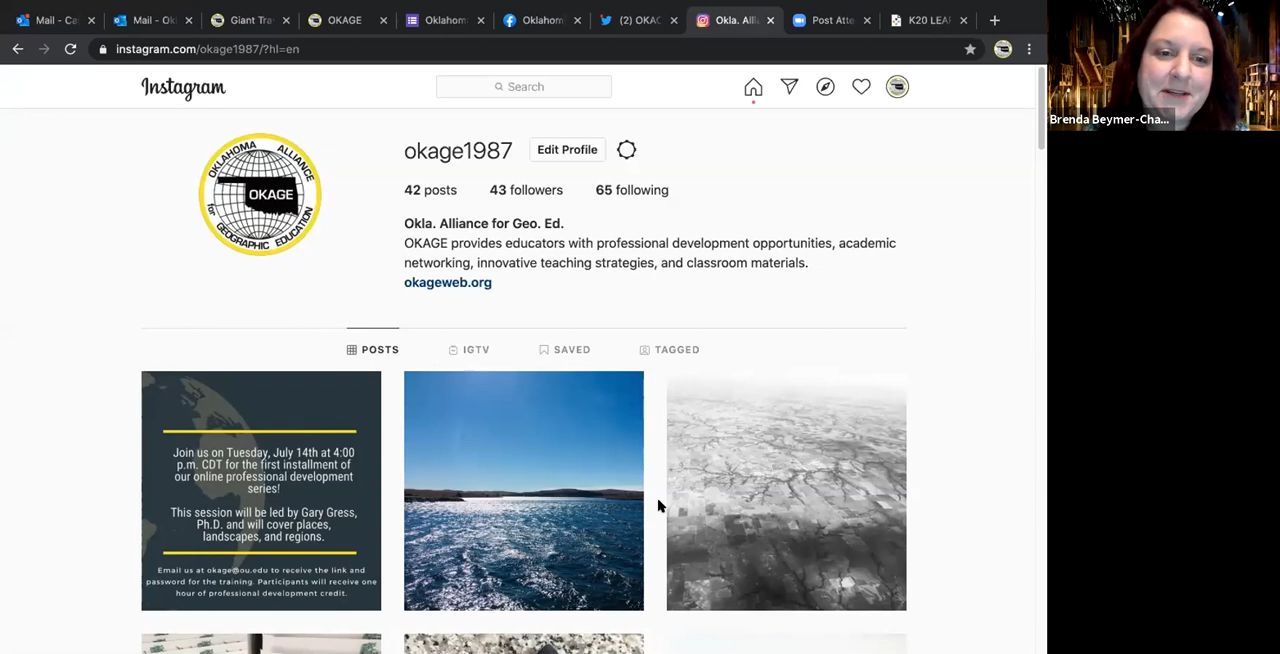 Mail - Ca
Mail - Ok
Giant Tra
OKAGE
Oklahom
Oklahom
(2) OKAC
Okla. Alli
Post Atte
K20 LEAR
instagram.com/okage1987/?hl=en
Instagram
Search
Brenda Beymer-Cha...
OKLAHOMA ALLIANCE
OKAGE
for GEOGRAPHIC EDUCATION
okage1987
Edit Profile
42 posts 43 followers 65 following
Okla. Alliance for Geo. Ed.
OKAGE provides educators with professional development opportunities, academic
networking, innovative teaching strategies, and classroom materials.
okageweb.org
POSTS IGTV SAVED TAGGED
Join us on Tuesday, July 14th at 4:00
p.m. CDT for the first installment of
our online professional development
series!
This session will be led by Gary Gress,
Ph.D. and will cover places,
landscapes, and regions.
Email us at okage@ou.edu to receive the link and
password for the training. Participants will receive one
hour of professional development credit.